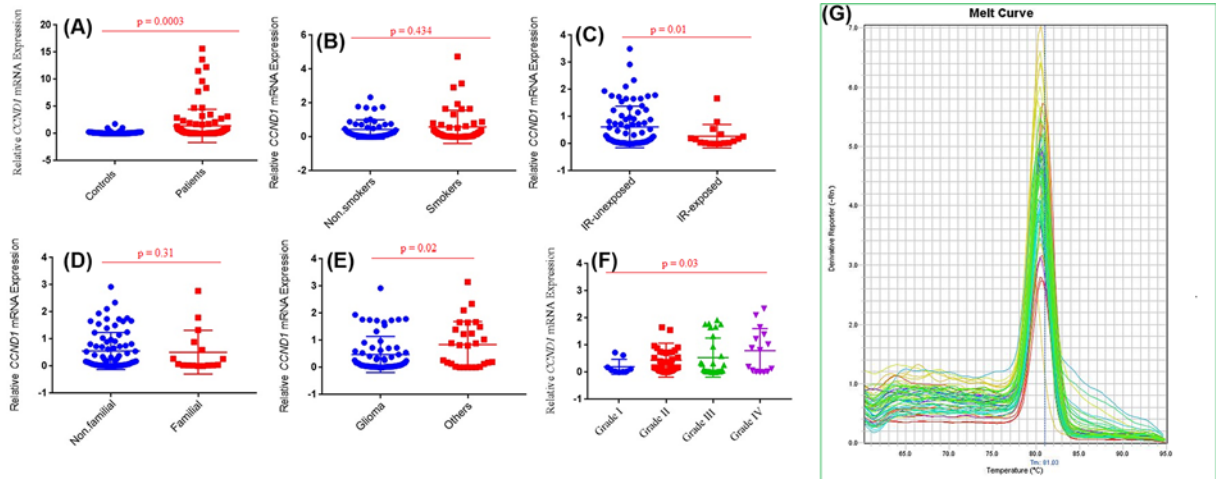 (A)
p = 0.0003
Relative CCND1 mRNA Expression
20
15
10
5
0
-5
Controls
Patients
(B)
p = 0.434
Relative CCND1 mRNA Expression
6
4
2
0
-2
Non.smokers
Smokers
(C)
p = 0.01
Relative CCND1 mRNA Expression
4
3
2
1
0
-1
IR-unexposed
IR-exposed
(D)
p = 0.31
Relative CCND1 mRNA Expression
4
3
2
1
0
-1
Non.familial
Familial
(E)
p = 0.02
Relative CCND1 mRNA Expression
4
3
2
1
0
-1
Glioma
Others
(F)
p = 0.03
Relative CCND1 mRNA Expression
4
3
2
1
0
-1
Grade I
Grade II
Grade III
Grade IV
(G)
Melt Curve
Derivative Reporter (-Rn)
7.0
6.0
5.0
4.0
3.0
2.0
1.0
0.0
65.0
70.0
75.0
80.0
85.0
90.0
95.0
Tm: 81.03
Temperature (°C)